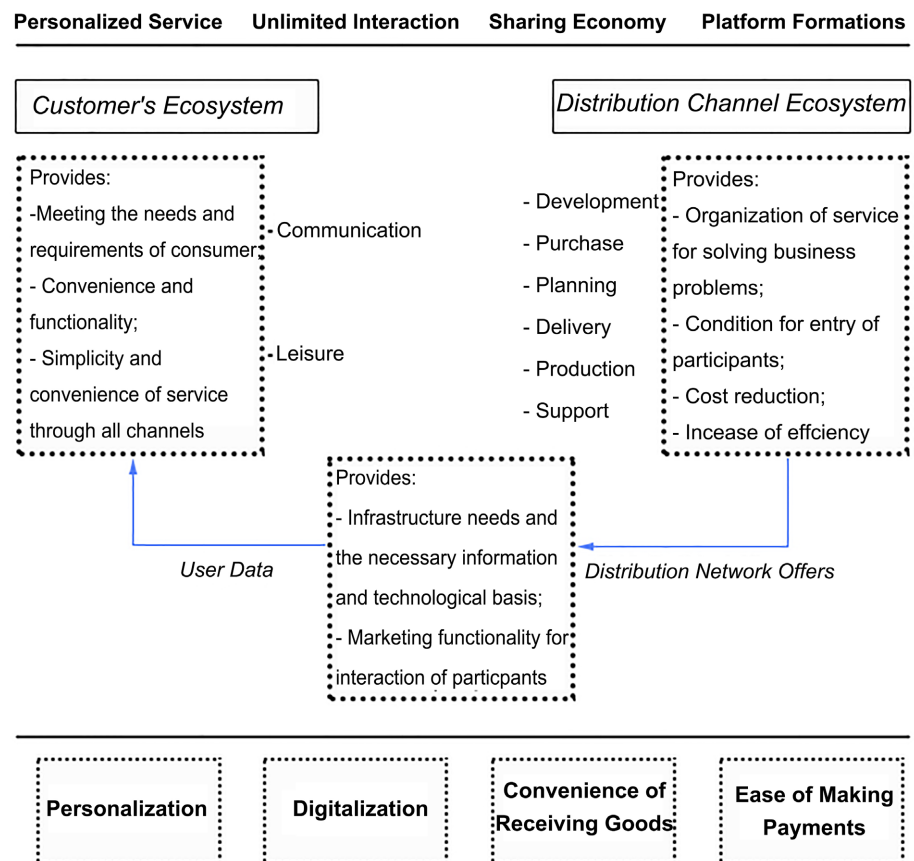 Personalized Service
Unlimited Interaction
Sharing Economy
Platform Formations
Customer's Ecosystem
Distribution Channel Ecosystem
Provides:
-Meeting the needs and
requirements of consumer;
- Convenience and
functionality;
- Simplicity and
convenience of service
through all channels
- Communication
- Leisure
- Development
- Purchase
- Planning
- Delivery
- Production
- Support
Provides:
- Organization of service
for solving business
problems;
- Condition for entry of
participants;
- Cost reduction;
- Incease of effciency
Provides:
- Infrastructure needs and
the necessary information
and technological basis;
- Marketing functionality for
interaction of particpants
User Data
Distribution Network Offers
Personalization
Digitalization
Convenience of
Receiving Goods
Ease of Making
Payments